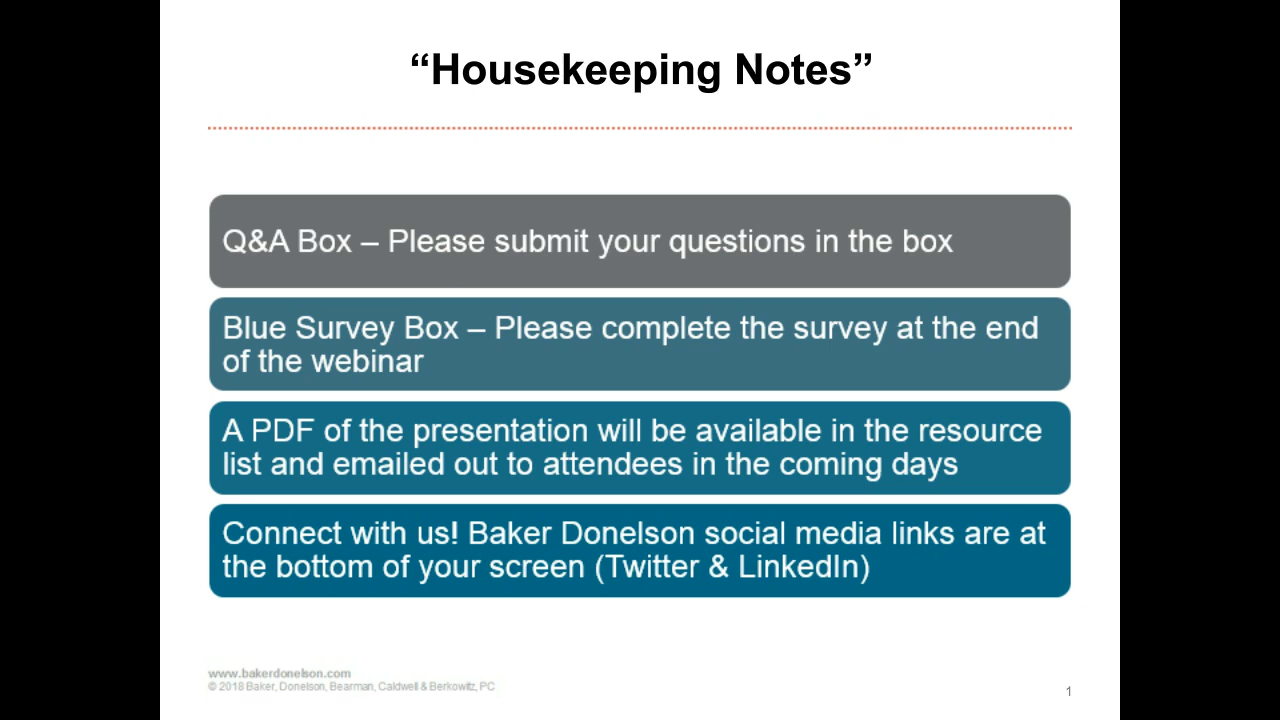 “Housekeeping Notes”
Q&A Box – Please submit your questions in the box
Blue Survey Box – Please complete the survey at the end
of the webinar
A PDF of the presentation will be available in the resource
list and emailed out to attendees in the coming days
Connect with us! Baker Donelson social media links are at
the bottom of your screen (Twitter & LinkedIn)
www.bakerdonelson.com
© 2018 Baker, Donelson, Bearman, Caldwell & Berkowitz, PC
1